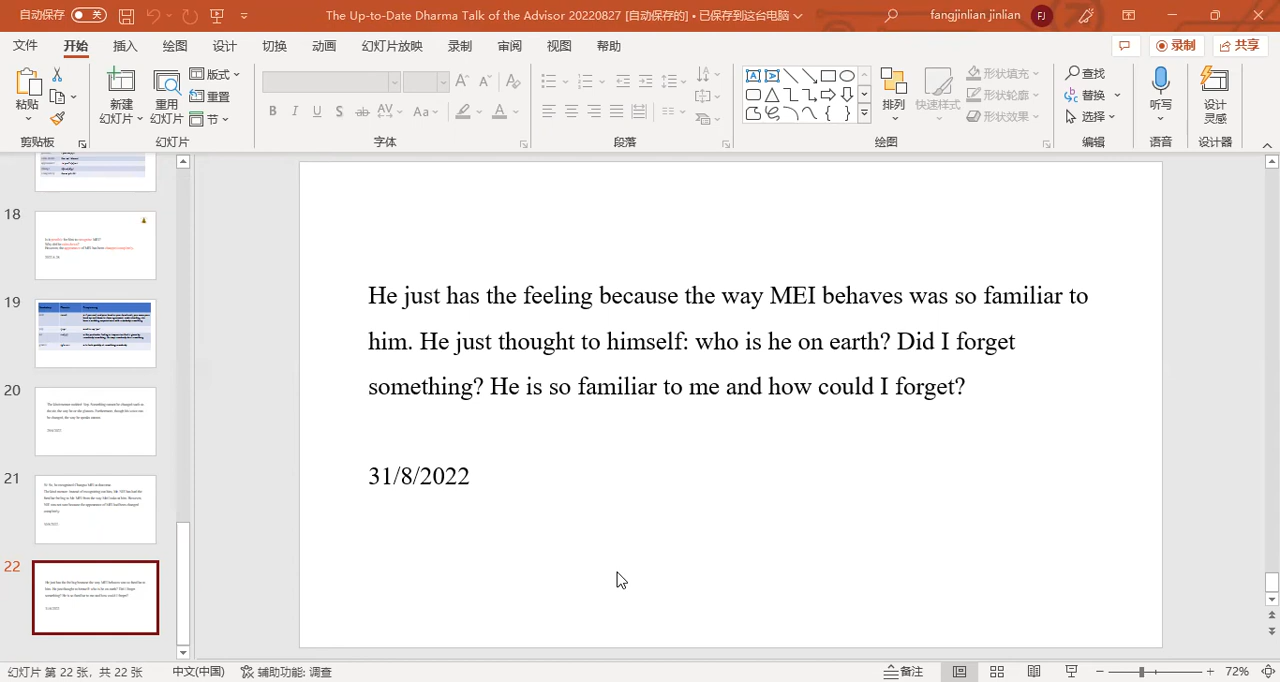 自动保存 关 The Up-to-Date Dharma Talk of the Advisor 20220827 [自动保存的] • 已保存到这台电脑 fangjinlian jinlian FJ
文件 开始 插入 绘图 设计 切换 动画 幻灯片放映 录制 审阅 视图 帮助 录制 共享
粘贴 新建 幻灯片 重用 幻灯片 版式 重置 节
B I U S ab AV Aa A
排列 快速样式 形状填充 形状轮廓 形状效果
查找 替换 选择 听写 设计 灵感
剪贴板 幻灯片 字体 段落 绘图 编辑 语音 设计器
18
19
20
21
22
He just has the feeling because the way MEI behaves was so familiar to
him. He just thought to himself: who is he on earth? Did I forget
something? He is so familiar to me and how could I forget?
31/8/2022
幻灯片 第 22 张，共 22 张 中文(中国) 辅助功能: 调查 备注 72%